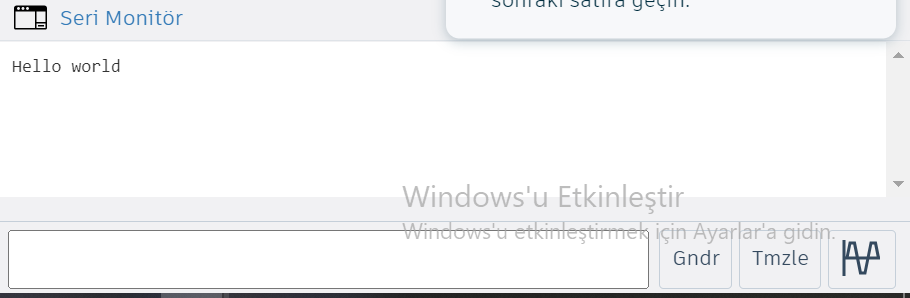 sonraki satıra geçin.
Seri Monitör
Hello world
Windows'u Etkinleştir
Windows'u etkinleştirmek için Ayarlar'a gidin.
Gndr
Tmzle